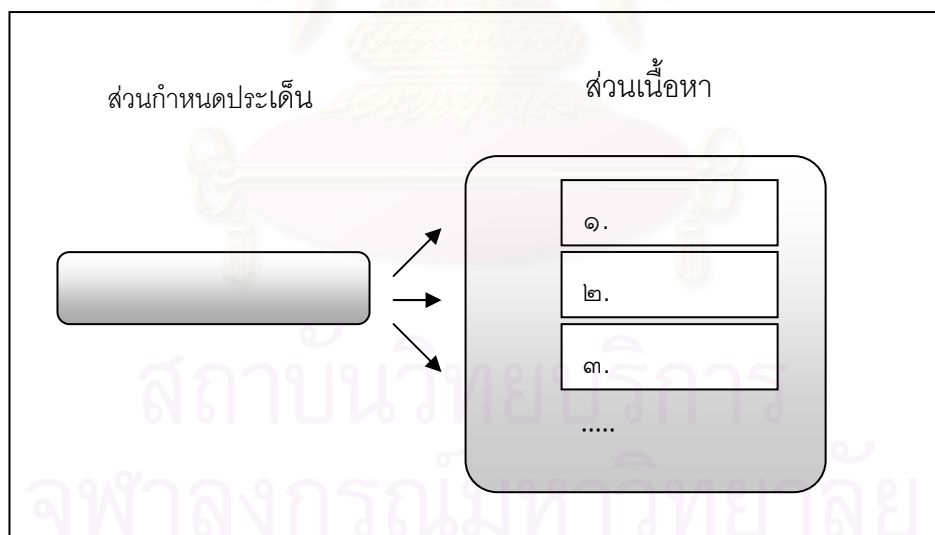 ส่วนกำหนดประเด็น
ส่วนเนื้อหา
๑.
๒.
๓.
.....
สถาบันวิทยบริการ
จุฬาลงกรณ์มหาวิทยาลัย